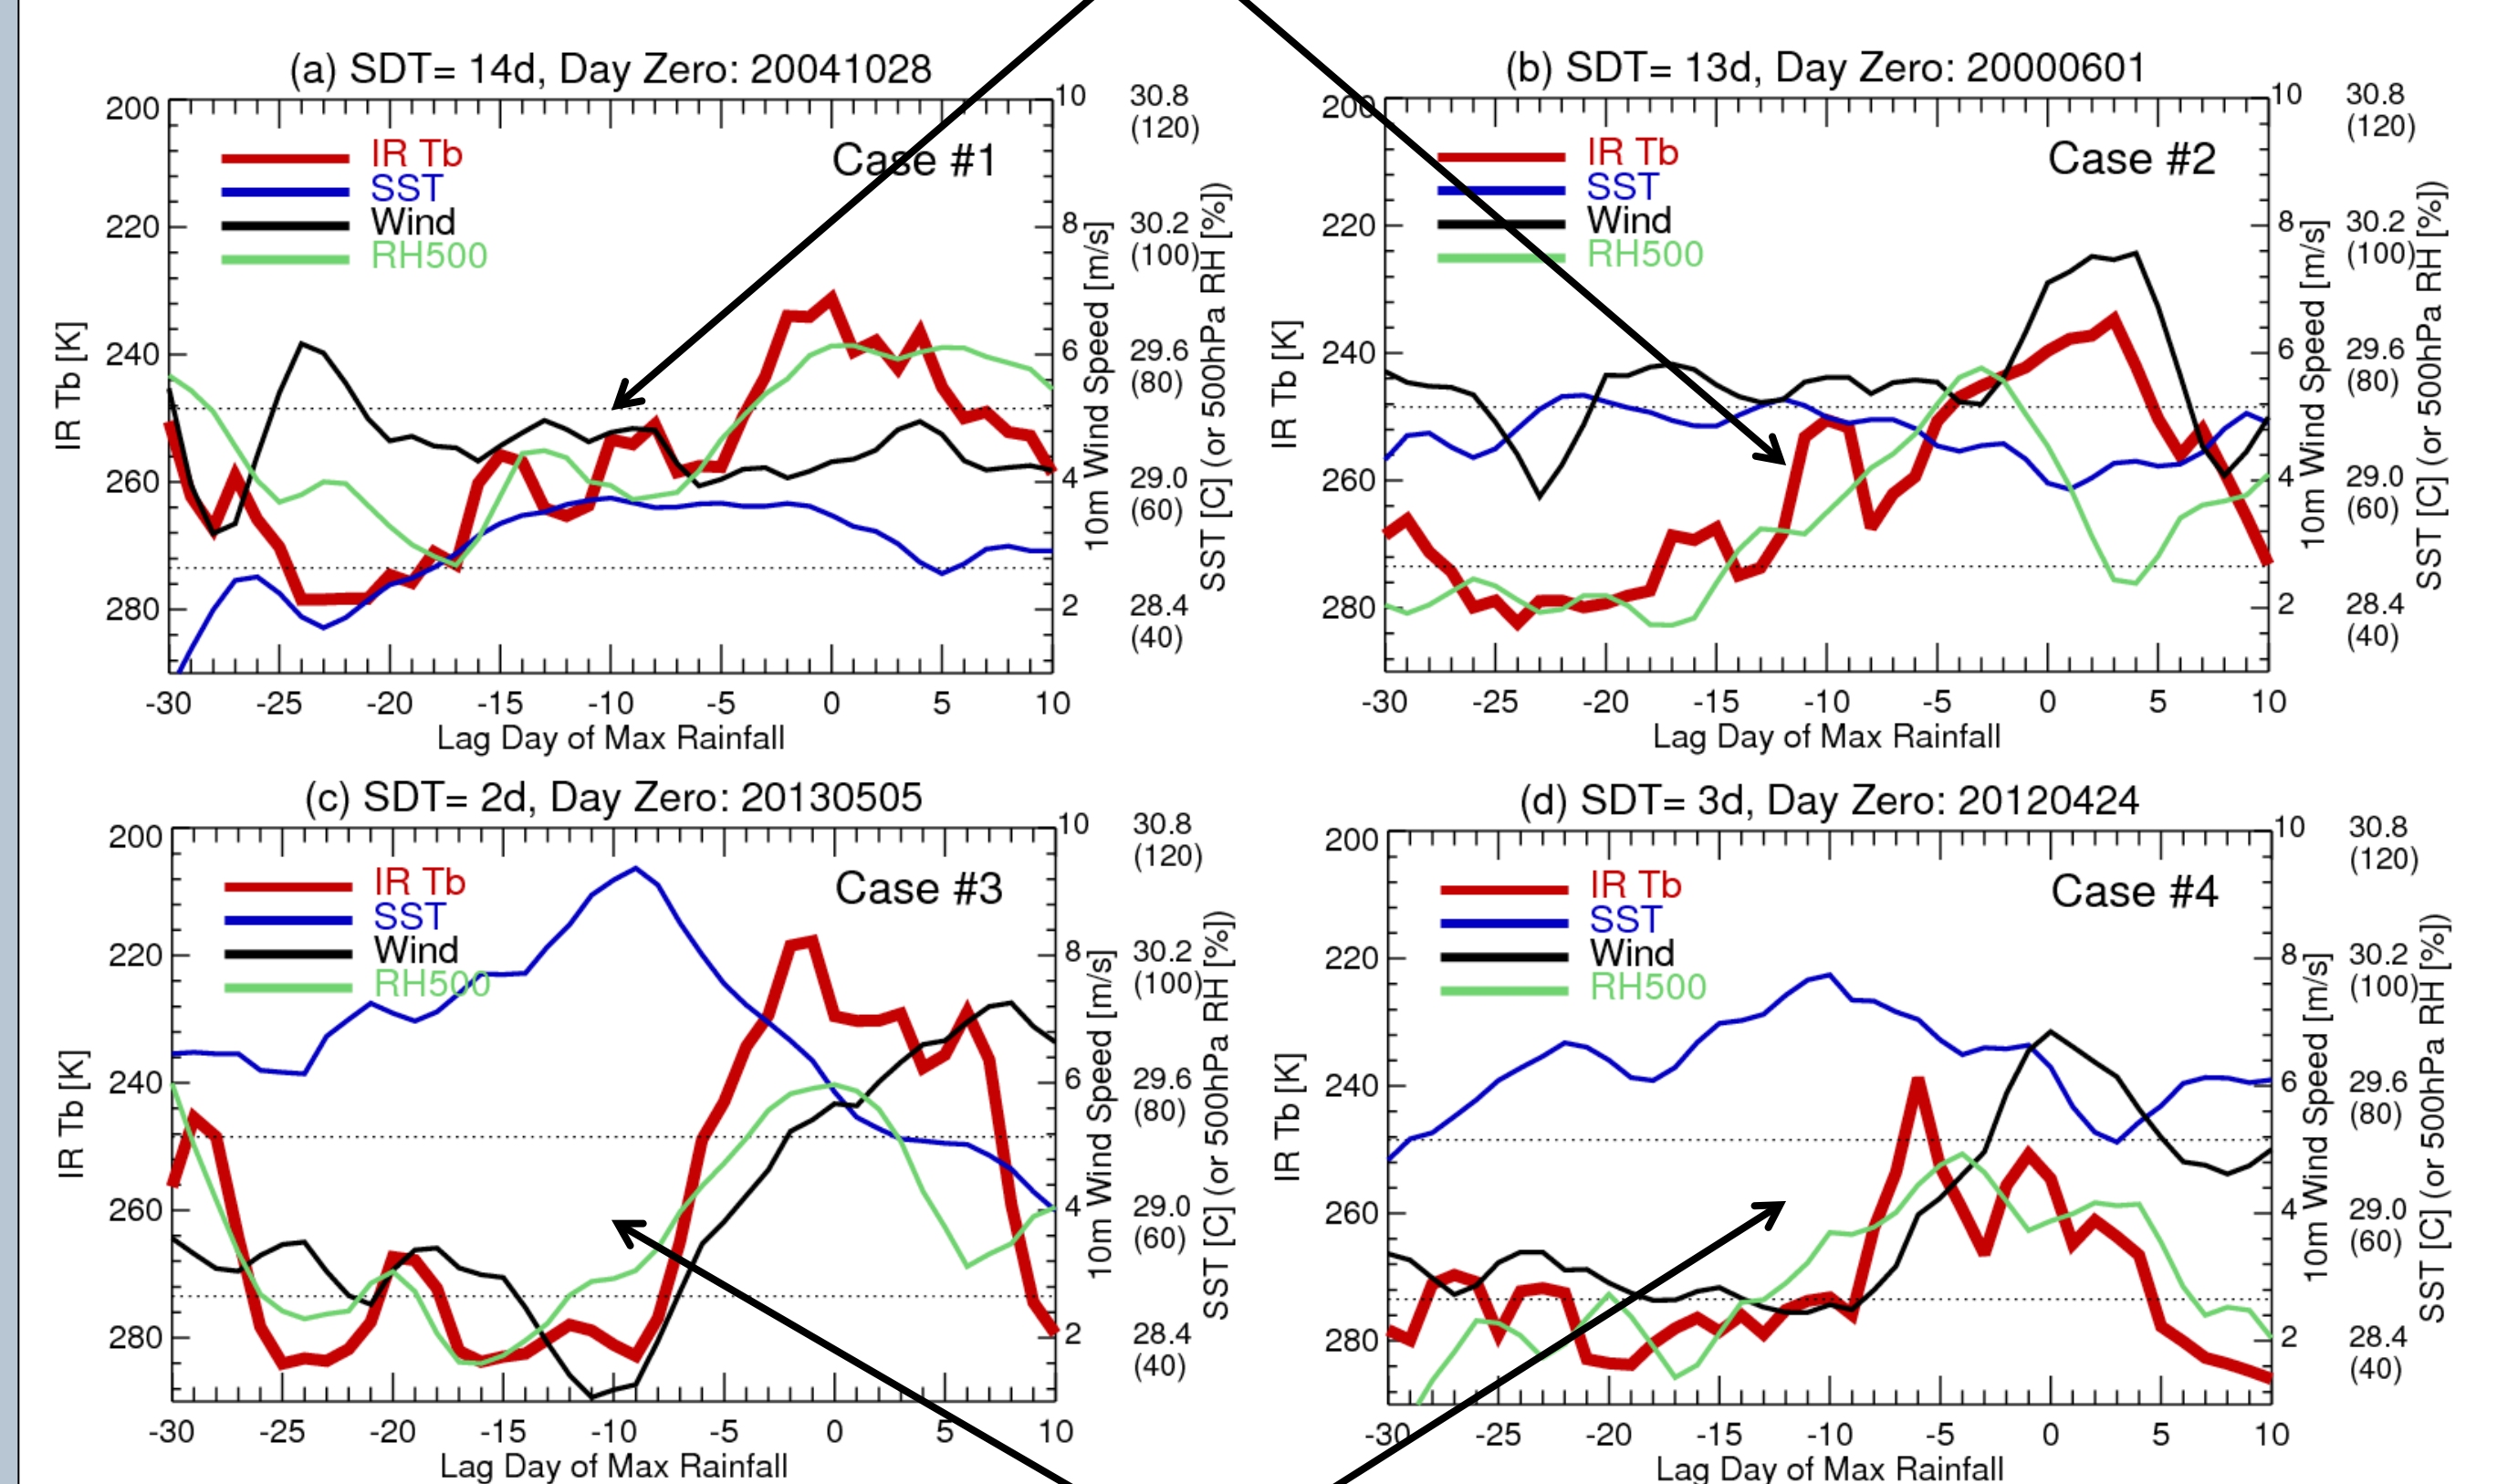 (a) SDT= 14d, Day Zero: 20041028
Case #1
IR Tb
SST
Wind
RH500
200
220
240
260
280
IR Tb [K]
10
8
6
4
2
10m Wind Speed [m/s]
30.8
(120)
30.2
(100)
29.6
(80)
29.0
(60)
28.4
(40)
SST [C] (or 500hPa RH [%])
-30 -25 -20 -15 -10 -5 0 5 10
Lag Day of Max Rainfall
(b) SDT= 13d, Day Zero: 20000601
Case #2
IR Tb
SST
Wind
RH500
200
220
240
260
280
IR Tb [K]
10
8
6
4
2
10m Wind Speed [m/s]
30.8
(120)
30.2
(100)
29.6
(80)
29.0
(60)
28.4
(40)
SST [C] (or 500hPa RH [%])
-30 -25 -20 -15 -10 -5 0 5 10
Lag Day of Max Rainfall
(c) SDT= 2d, Day Zero: 20130505
Case #3
IR Tb
SST
Wind
RH500
200
220
240
260
280
IR Tb [K]
10
8
6
4
2
10m Wind Speed [m/s]
30.8
(120)
30.2
(100)
29.6
(80)
29.0
(60)
28.4
(40)
SST [C] (or 500hPa RH [%])
-30 -25 -20 -15 -10 -5 0 5 10
Lag Day of Max Rainfall
(d) SDT= 3d, Day Zero: 20120424
Case #4
IR Tb
SST
Wind
RH500
200
220
240
260
280
IR Tb [K]
10
8
6
4
2
10m Wind Speed [m/s]
30.8
(120)
30.2
(100)
29.6
(80)
29.0
(60)
28.4
(40)
SST [C] (or 500hPa RH [%])
-30 -25 -20 -15 -10 -5 0 5 10
Lag Day of Max Rainfall